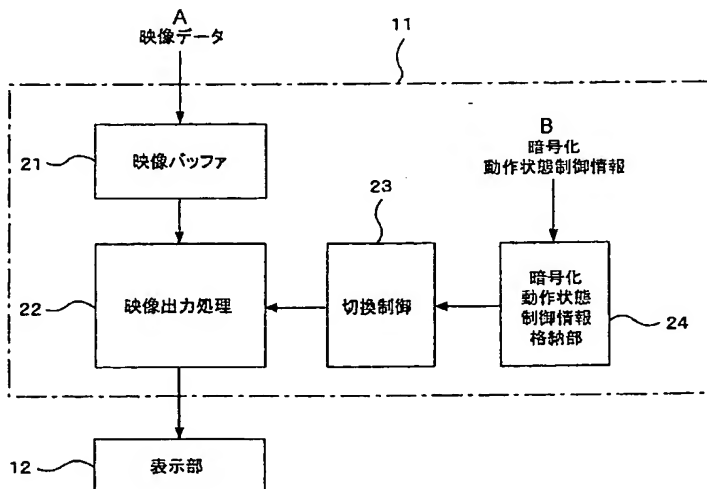 A
映像データ
11
B
暗号化
動作状態制御情報
21
映像バッファ
23
22
映像出力処理
切換制御
暗号化
動作状態
制御情報
格納部
24
12
表示部